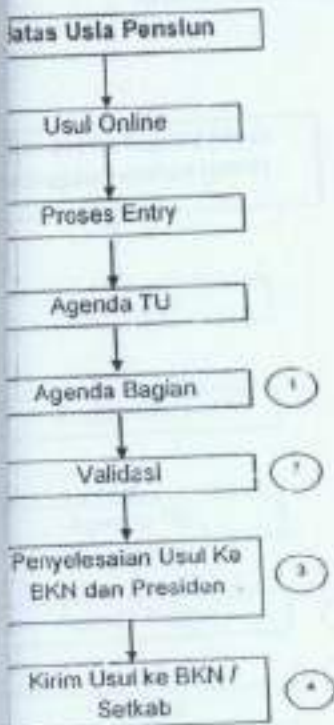 atas Usia Pensiun
Usul Online
Proses Entry
Agenda TU
Agenda Bagian
1
Validasi
Penyelesaian Usul Ke
3
BKN dan Presiden
Kirim Usul ke BKN /
Setkab